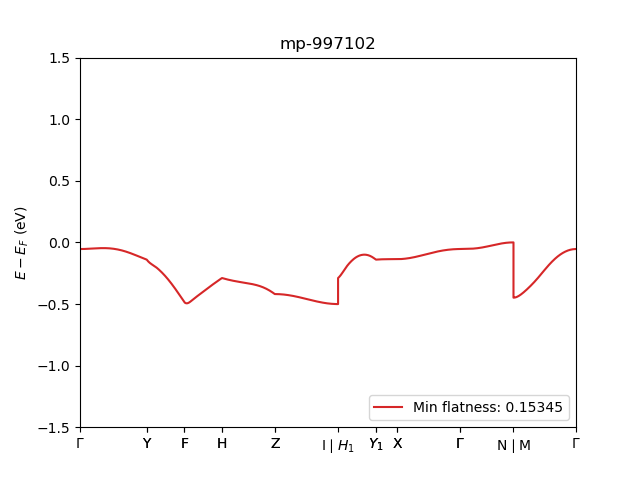 mp-997102
E − E_F (eV)
1.5
1.0
0.5
0.0
−0.5
−1.0
−1.5
Min flatness: 0.15345
Γ Y F H Z I | H₁ Y₁ X Γ N | M Γ